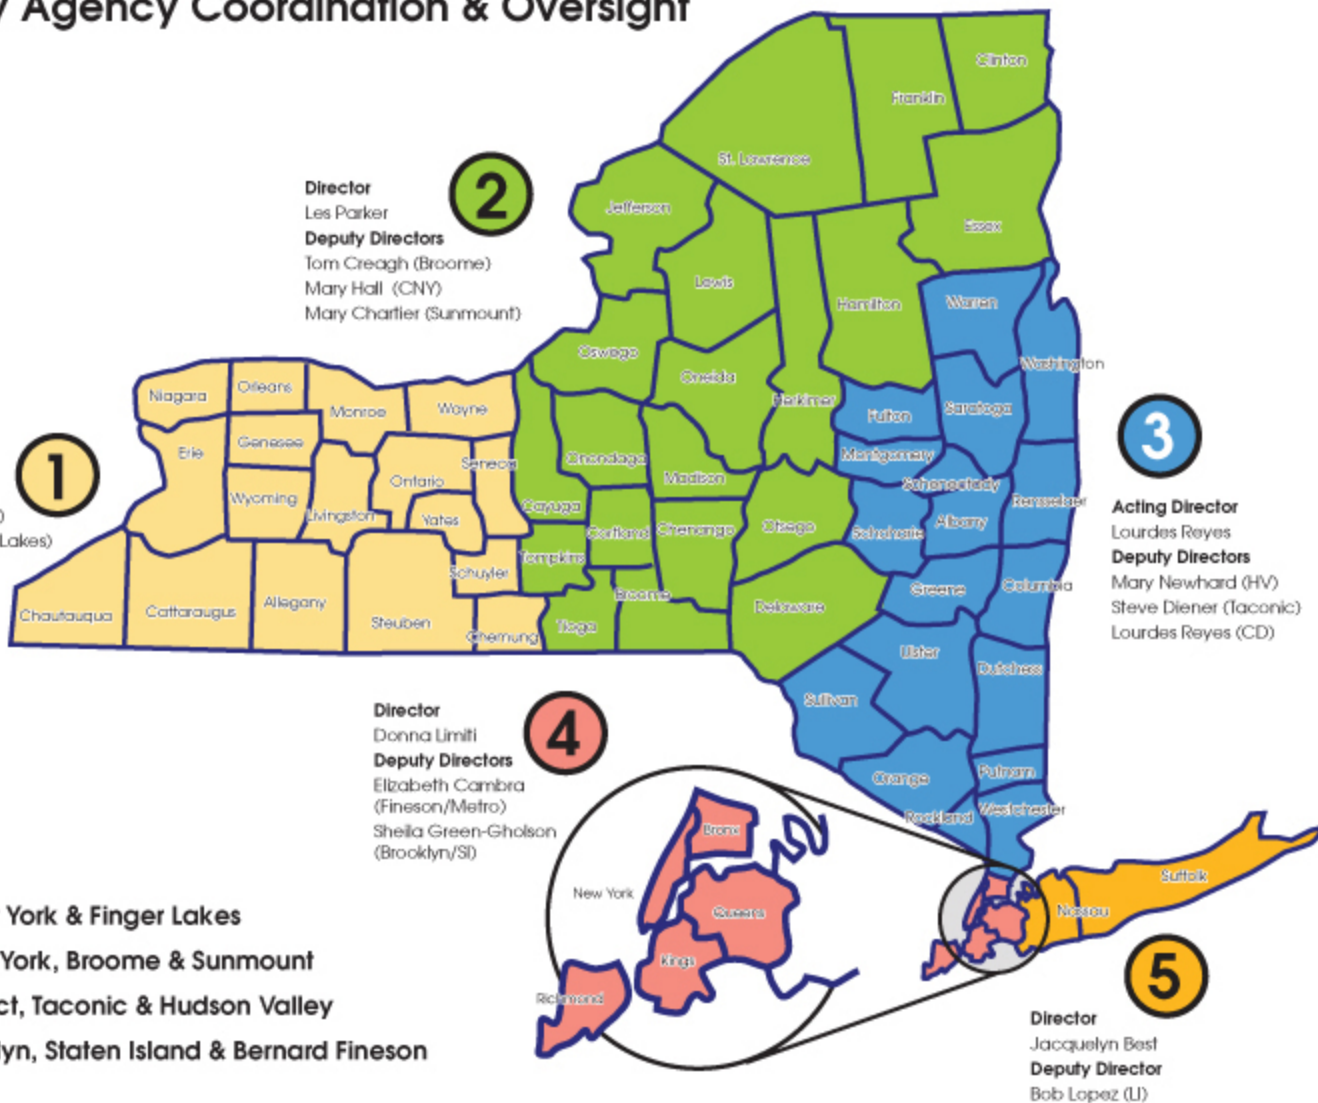 Agency Coordination & Oversight
Clinton
Franklin
St. Lawrence
2
Director
Les Parker
Deputy Directors
Tom Creagh (Broome)
Mary Hall (CNY)
Mary Chartier (Sunmount)
Jefferson
Essex
Lewis
Hamilton
Warren
Oswego
Washington
Oneida
Herkimer
Niagara
Orleans
Monroe
Wayne
Fulton
Saratoga
3
Erie
Genesee
Seneca
Onondaga
Montgomery
1
Ontario
Madison
Schenectady
Wyoming
Livingston
Yates
Cayuga
Cortland
Chenango
Otsego
Schoharie
Albany
Rensselaer
Acting Director
Lourdes Reyes
Deputy Directors
Mary Newhard (HV)
Steve Diener (Taconic)
Lourdes Reyes (CD)
)
Lakes)
Tompkins
Schuyler
Broome
Greene
Columbia
Chautauqua
Cattaraugus
Allegany
Steuben
Chemung
Tioga
Delaware
Ulster
Dutchess
Sullivan
4
Director
Donna Limiti
Deputy Directors
Elizabeth Cambra
(Fineson/Metro)
Sheila Green-Gholson
(Brooklyn/SI)
Orange
Putnam
Rockland
Westchester
Bronx
New York
Queens
Kings
Richmond
Suffolk
Nassau
5
Director
Jacquelyn Best
Deputy Director
Bob Lopez (LI)
York & Finger Lakes
York, Broome & Sunmount
ct, Taconic & Hudson Valley
lyn, Staten Island & Bernard Fineson